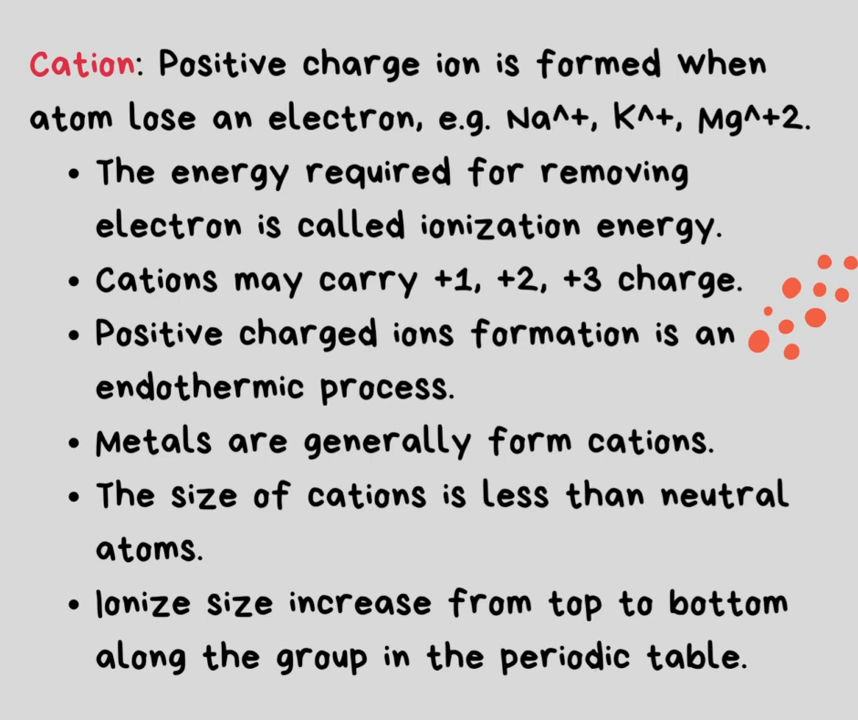 Cation: Positive charge ion is formed when
atom lose an electron, e.g. Na^+, K^+, Mg^+2.
• The energy required for removing
electron is called ionization energy.
• Cations may carry +1, +2, +3 charge.
• Positive charged ions formation is an
endothermic process.
• Metals are generally form cations.
• The size of cations is less than neutral
atoms.
• Ionize size increase from top to bottom
along the group in the periodic table.